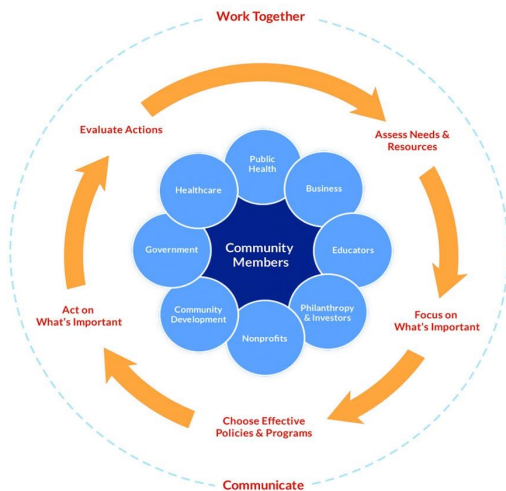 Work Together
Evaluate Actions
Assess Needs &
Resources
Public
Health
Healthcare
Business
Government
Community
Members
Educators
Community
Development
Philanthropy
& Investors
Nonprofits
Act on
What's Important
Focus on
What's Important
Choose Effective
Policies & Programs
Communicate